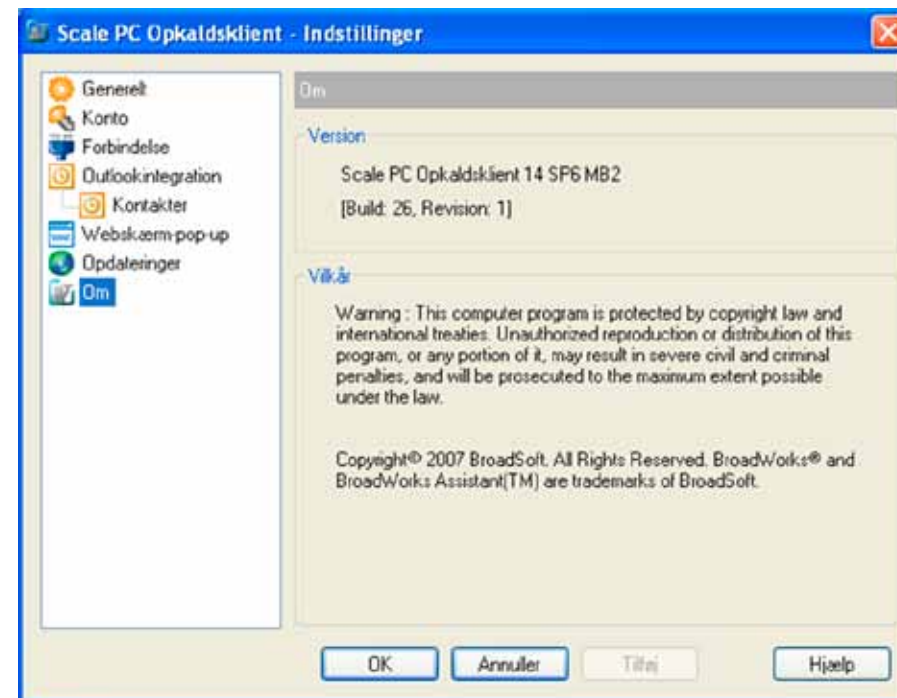 Scale PC Opkaldsklient - Indstillinger
Generelt
Konto
Forbindelse
Outlookintegration
Kontakter
Webskærm-pop-up
Opdateringer
Om
Om
Version
Scale PC Opkaldsklient 14 SP6 MB2
[Build: 26, Revision: 1]
Vilkår
Warning : This computer program is protected by copyright law and
international treaties. Unauthorized reproduction or distribution of this
program, or any portion of it, may result in severe civil and criminal
penalties, and will be prosecuted to the maximum extent possible
under the law.
Copyright© 2007 BroadSoft. All Rights Reserved. BroadWorks® and
BroadWorks Assistant(TM) are trademarks of BroadSoft.
OK
Annuller
Tilføj
Hjælp